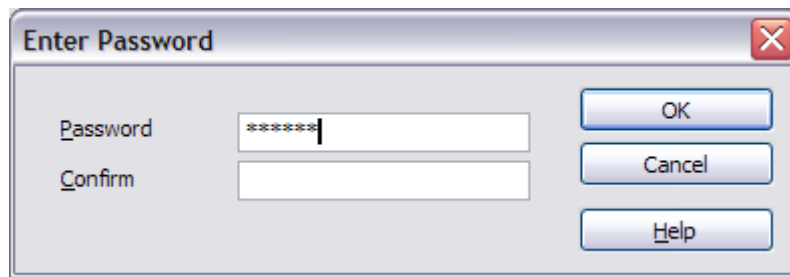 Enter Password
Password ******
OK
Confirm
Cancel
Help